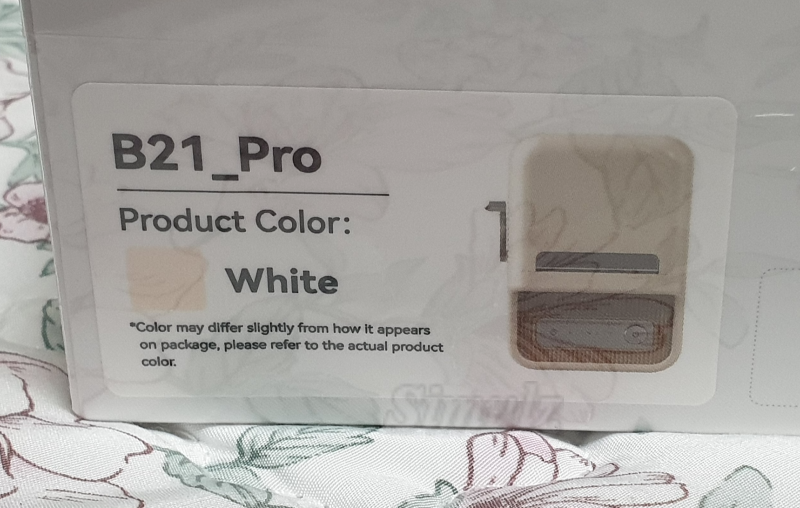 B21_Pro
Product Color:
1
White
*Color may differ slightly from how it appears
on package, please refer to the actual product
color.